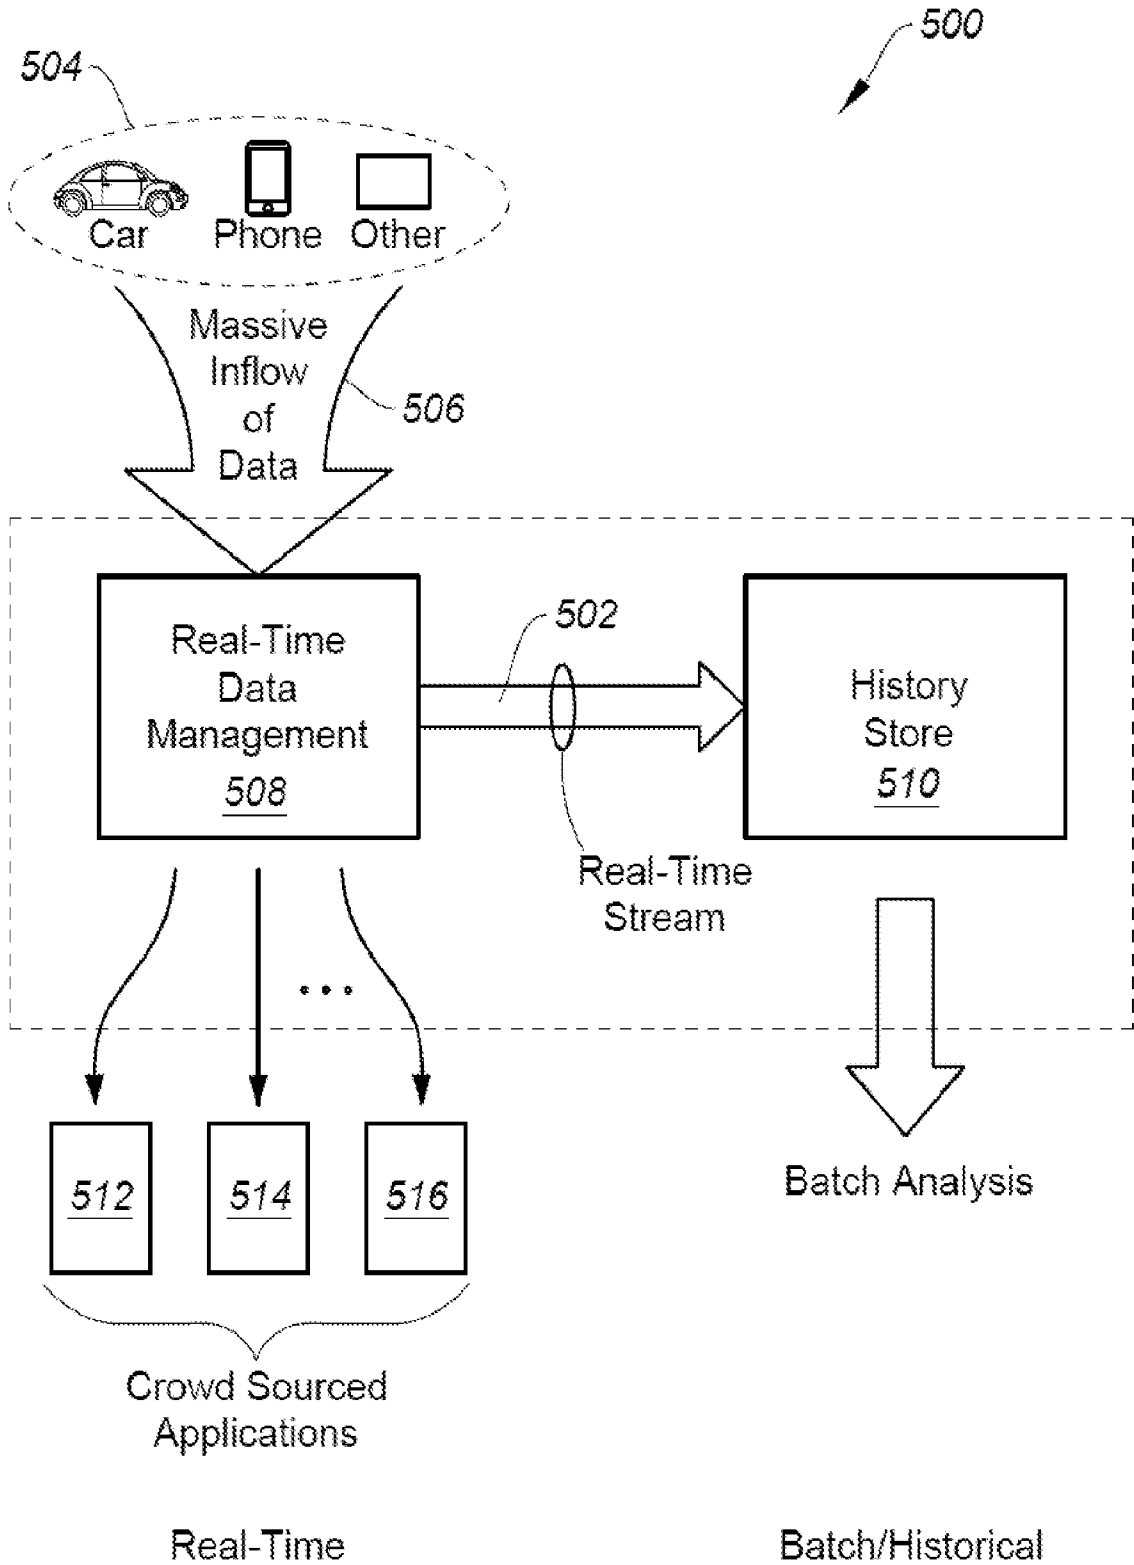 500
504
Car Phone Other
Massive
Inflow
of
Data
506
502
Real-Time
Data
Management
508
History
Store
510
Real-Time
Stream
...
512 514 516
Batch Analysis
Crowd Sourced
Applications
Real-Time Batch/Historical